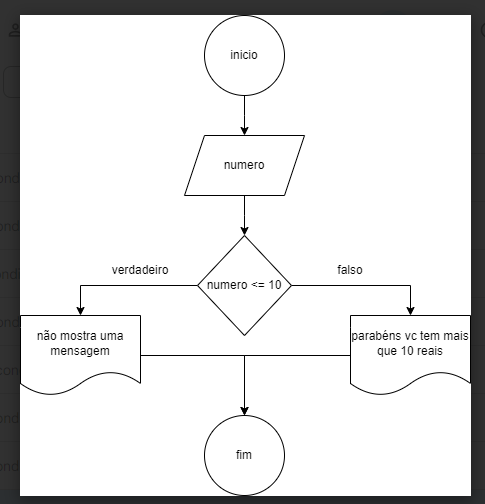 inicio
numero
numero <= 10
verdadeiro
falso
não mostra uma
mensagem
parabéns vc tem mais
que 10 reais
fim